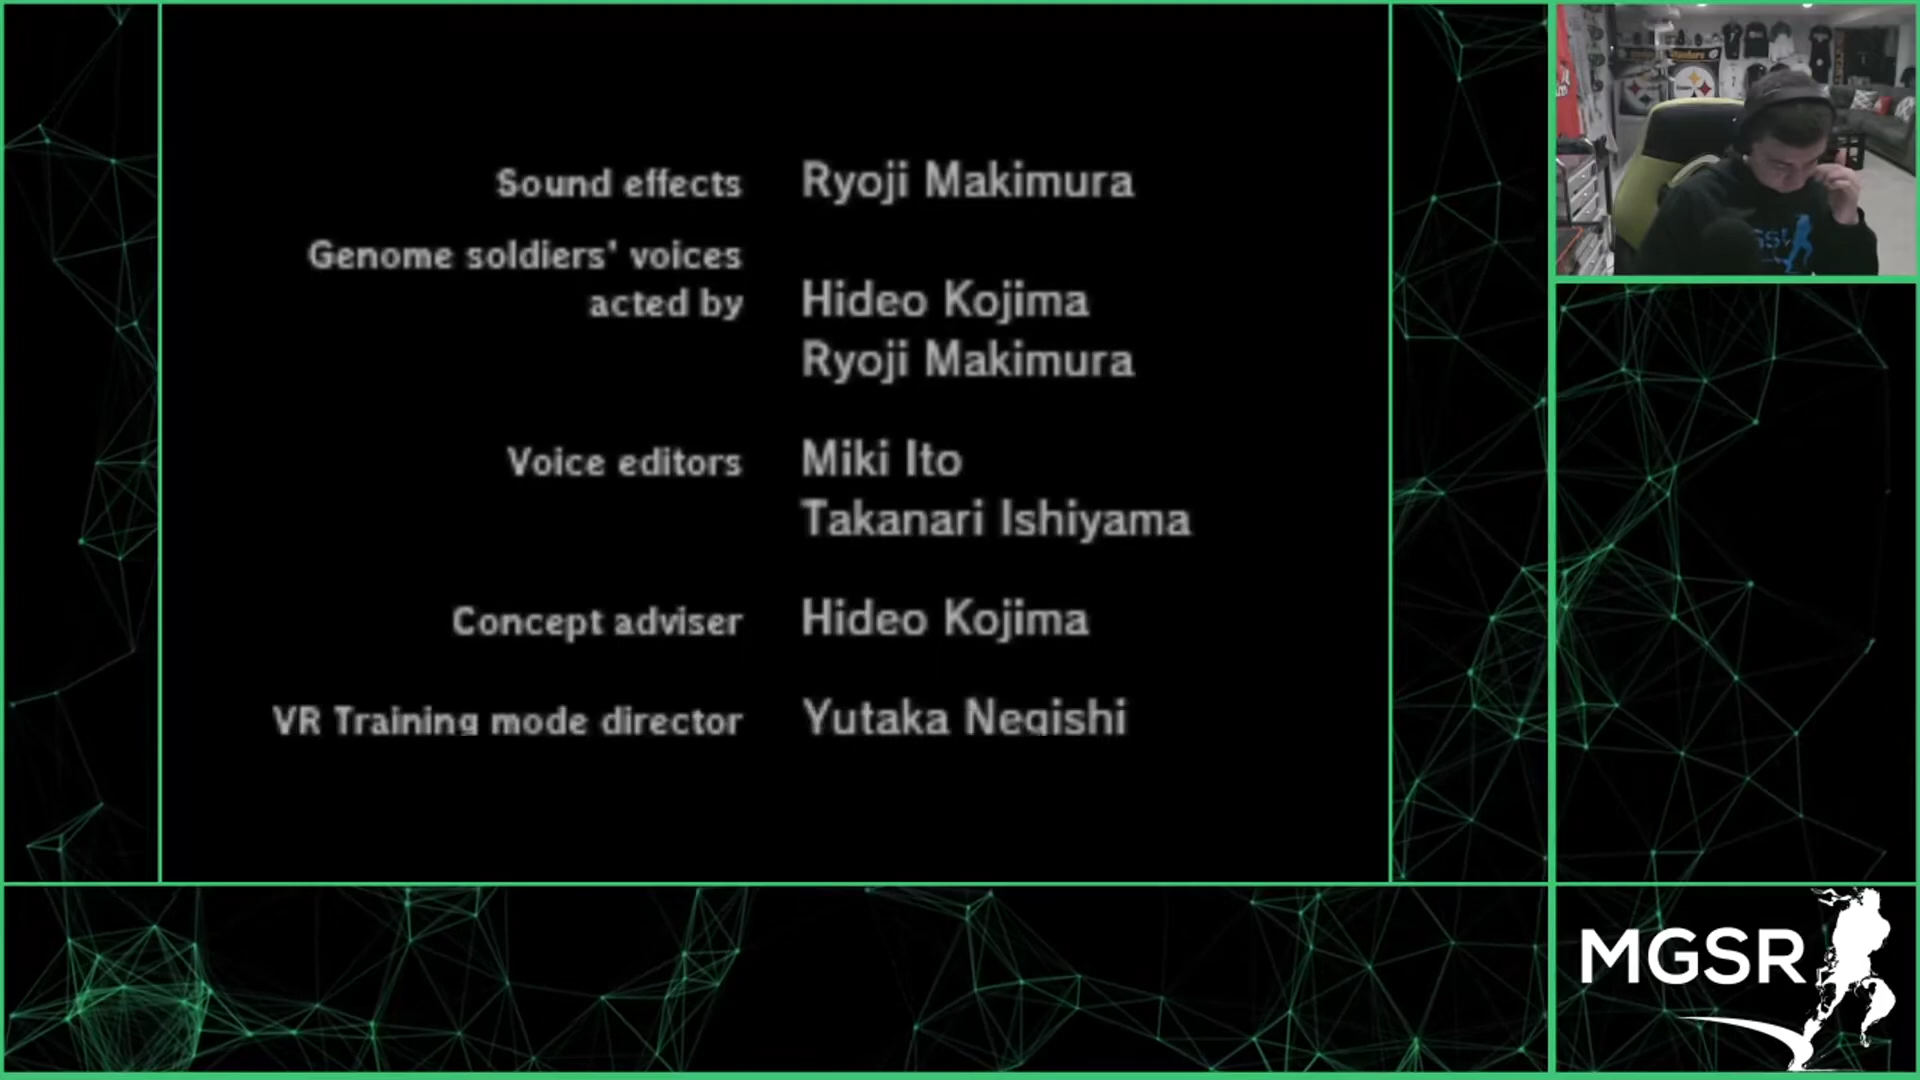 Sound effects Ryoji Makimura
Genome soldiers' voices
acted by Hideo Kojima
Ryoji Makimura
Voice editors Miki Ito
Takanari Ishiyama
Concept adviser Hideo Kojima
VR Training mode director Yutaka Negishi
MGSR